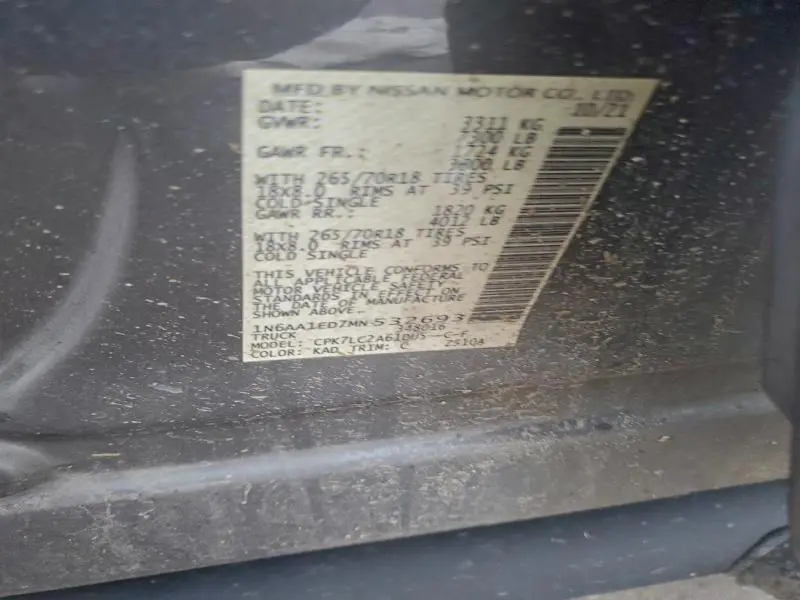 MFD BY NISSAN MOTOR CO., LTD
DATE: 10/21
GVWR: 3311 KG
7300 LB
GAWR FR.: 1724 KG
3800 LB
WITH 265/70R18 TIRES
18X8.0 RIMS AT 39 PSI
COLD SINGLE
GAWR RR.: 1820 KG
4012 LB
WITH 265/70R18 TIRES
18X8.0 RIMS AT 39 PSI
COLD SINGLE
THIS VEHICLE CONFORMS TO
ALL APPLICABLE FEDERAL
MOTOR VEHICLE SAFETY
STANDARDS IN EFFECT ON
THE DATE OF MANUFACTURE
SHOWN ABOVE.
1N6AA1EDZMN532693
TRUCK 348016
MODEL: C-F
COLOR: KAD TRIM: C